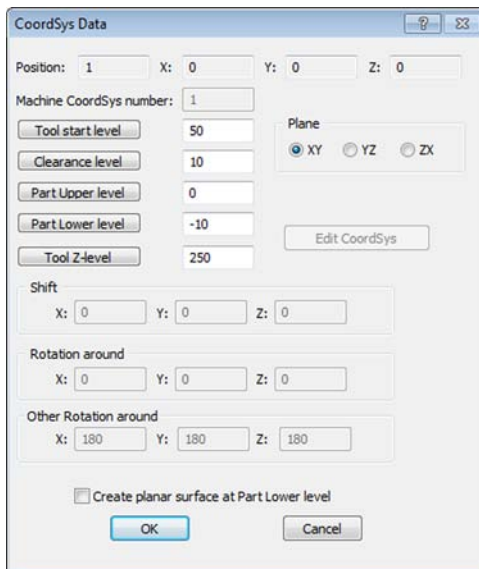 CoordSys Data
Position: 1 X: 0 Y: 0 Z: 0
Machine CoordSys number: 1
Tool start level 50
Plane
XY YZ ZX
Clearance level 10
Part Upper level 0
Part Lower level -10
Edit CoordSys
Tool Z-level 250
Shift
X: 0 Y: 0 Z: 0
Rotation around
X: 0 Y: 0 Z: 0
Other Rotation around
X: 180 Y: 180 Z: 180
Create planar surface at Part Lower level
OK Cancel